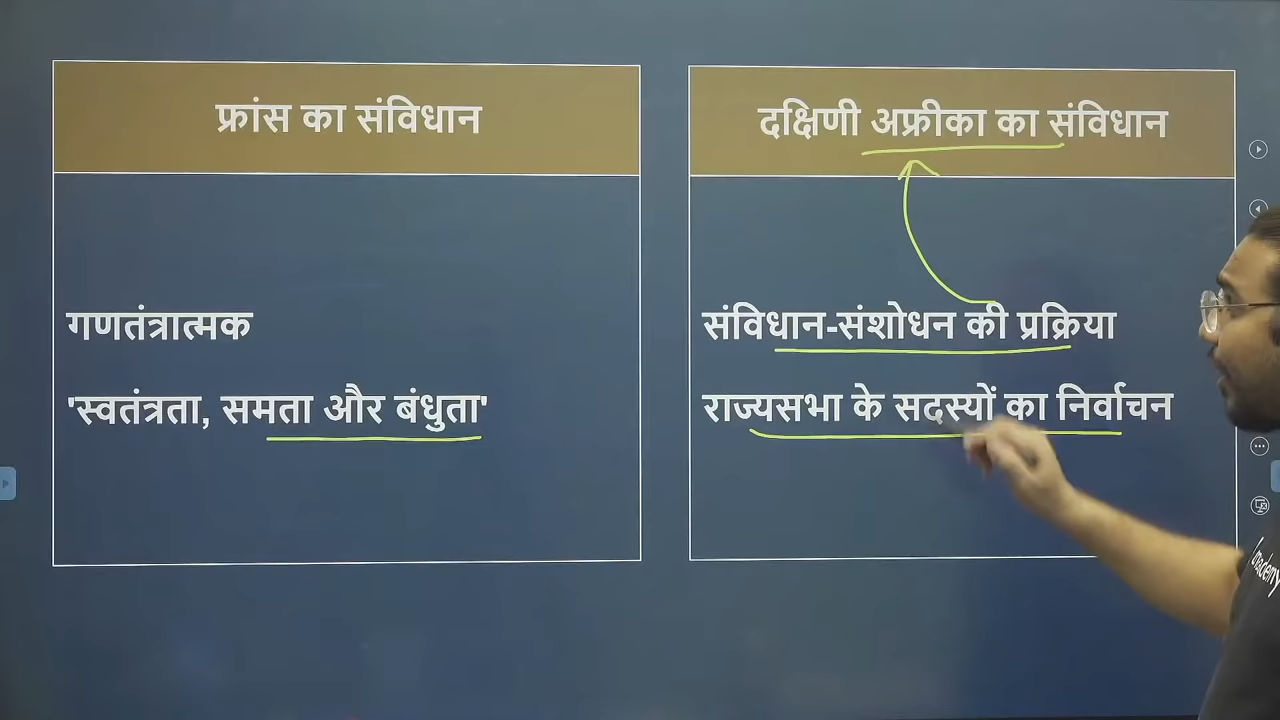 फ्रांस का संविधान
गणतंत्रात्मक
'स्वतंत्रता, समता और बंधुता'
दक्षिणी अफ्रीका का संविधान
संविधान-संशोधन की प्रक्रिया
राज्यसभा के सदस्यों का निर्वाचन